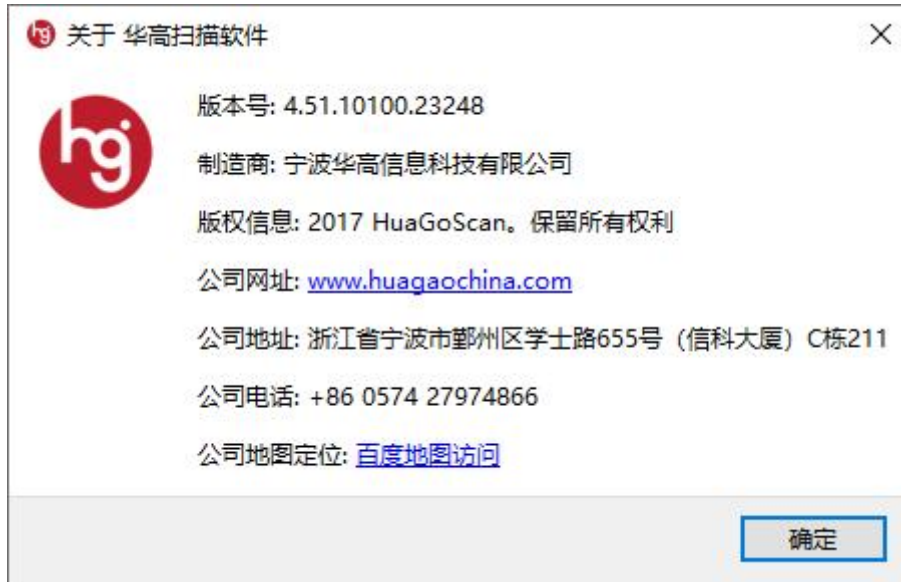 关于 华高扫描软件
hg
版本号: 4.51.10100.23248
制造商: 宁波华高信息科技有限公司
版权信息: 2017 HuaGoScan。保留所有权利
公司网址: www.huagaochina.com
公司地址: 浙江省宁波市鄞州区学士路655号（信科大厦）C栋211
公司电话: +86 0574 27974866
公司地图定位: 百度地图访问
确定